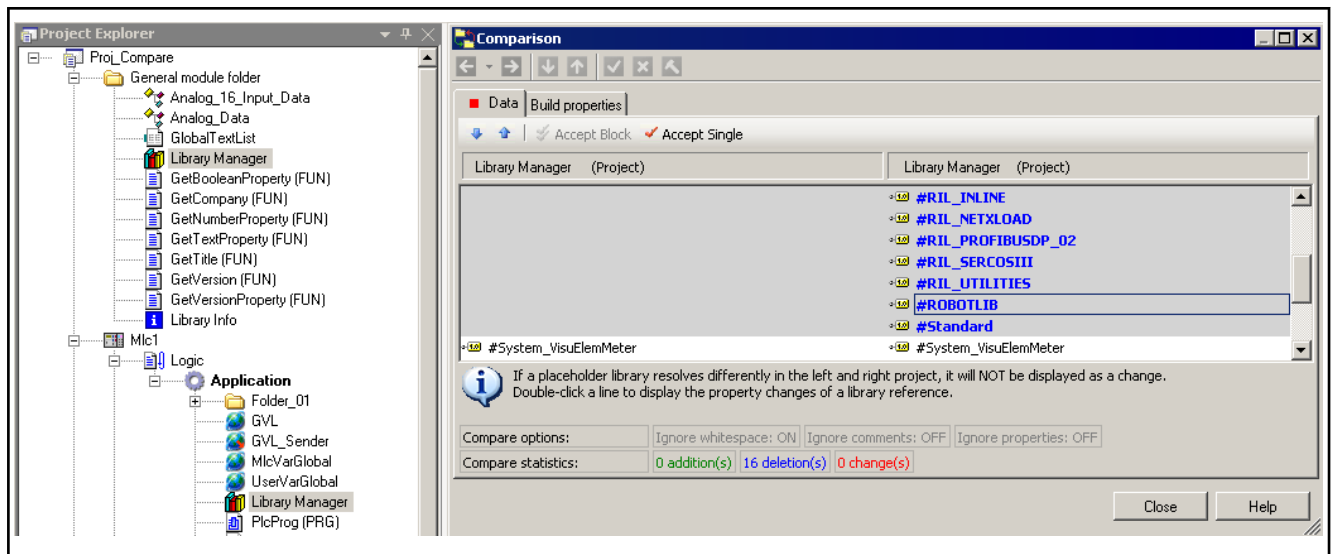 Project Explorer
Proj_Compare
General module folder
Analog_16_Input_Data
Analog_Data
GlobalTextList
Library Manager
GetBooleanProperty (FUN)
GetCompany (FUN)
GetNumberProperty (FUN)
GetTextProperty (FUN)
GetTitle (FUN)
GetVersion (FUN)
GetVersionProperty (FUN)
Library Info
Mlc1
Logic
Application
Folder_01
GVL
GVL_Sender
MlcVarGlobal
UserVarGlobal
Library Manager
PlcProg (PRG)
Comparison
Data Build properties
Accept Block Accept Single
Library Manager (Project) Library Manager (Project)
#RIL_INLINE
#RIL_NETXLOAD
#RIL_PROFIBUSDP_02
#RIL_SERCOSIII
#RIL_UTILITIES
#ROBOTLIB
#Standard
#System_VisuElemMeter #System_VisuElemMeter
If a placeholder library resolves differently in the left and right project, it will NOT be displayed as a change.
Double-click a line to display the property changes of a library reference.
Compare options: Ignore whitespace: ON Ignore comments: OFF Ignore properties: OFF
Compare statistics: 0 addition(s) 16 deletion(s) 0 change(s)
Close Help